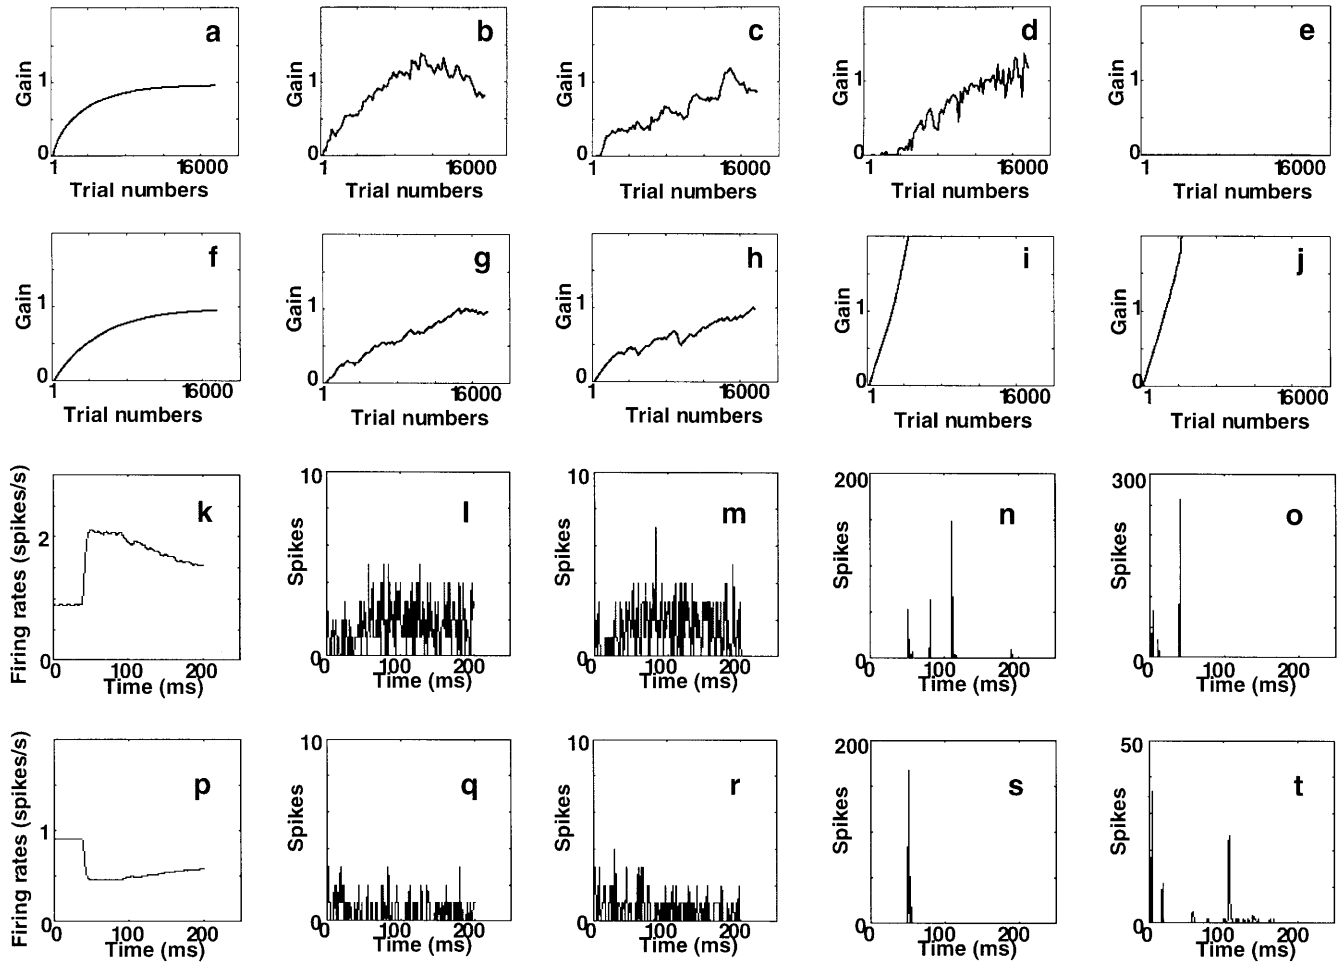 a b c d e
Gain Gain Gain Gain Gain
1 1 1 1 1
0 0 0 0 0
1 16000 1 16000 1 16000 1 16000 1 16000
Trial numbers Trial numbers Trial numbers Trial numbers Trial numbers
f g h i j
Gain Gain Gain Gain Gain
1 1 1 1 1
0 0 0 0 0
1 16000 1 16000 1 16000 1 16000 1 16000
Trial numbers Trial numbers Trial numbers Trial numbers Trial numbers
Firing rates (spikes/s) Spikes Spikes Spikes Spikes
10 10 200 300
k l m n o
2
0 0 0 0 0
0 100 200 100 200 0 100 200 0 100 200 0 100 200
Time (ms) Time (ms) Time (ms) Time (ms) Time (ms)
Firing rates (spikes/s) Spikes Spikes Spikes Spikes
10 10 200 50
p q r s t
1
0 0 0 0 0
0 100 200 0 100 200 0 100 200 0 100 200 0 100 200
Time (ms) Time (ms) Time (ms) Time (ms) Time (ms)